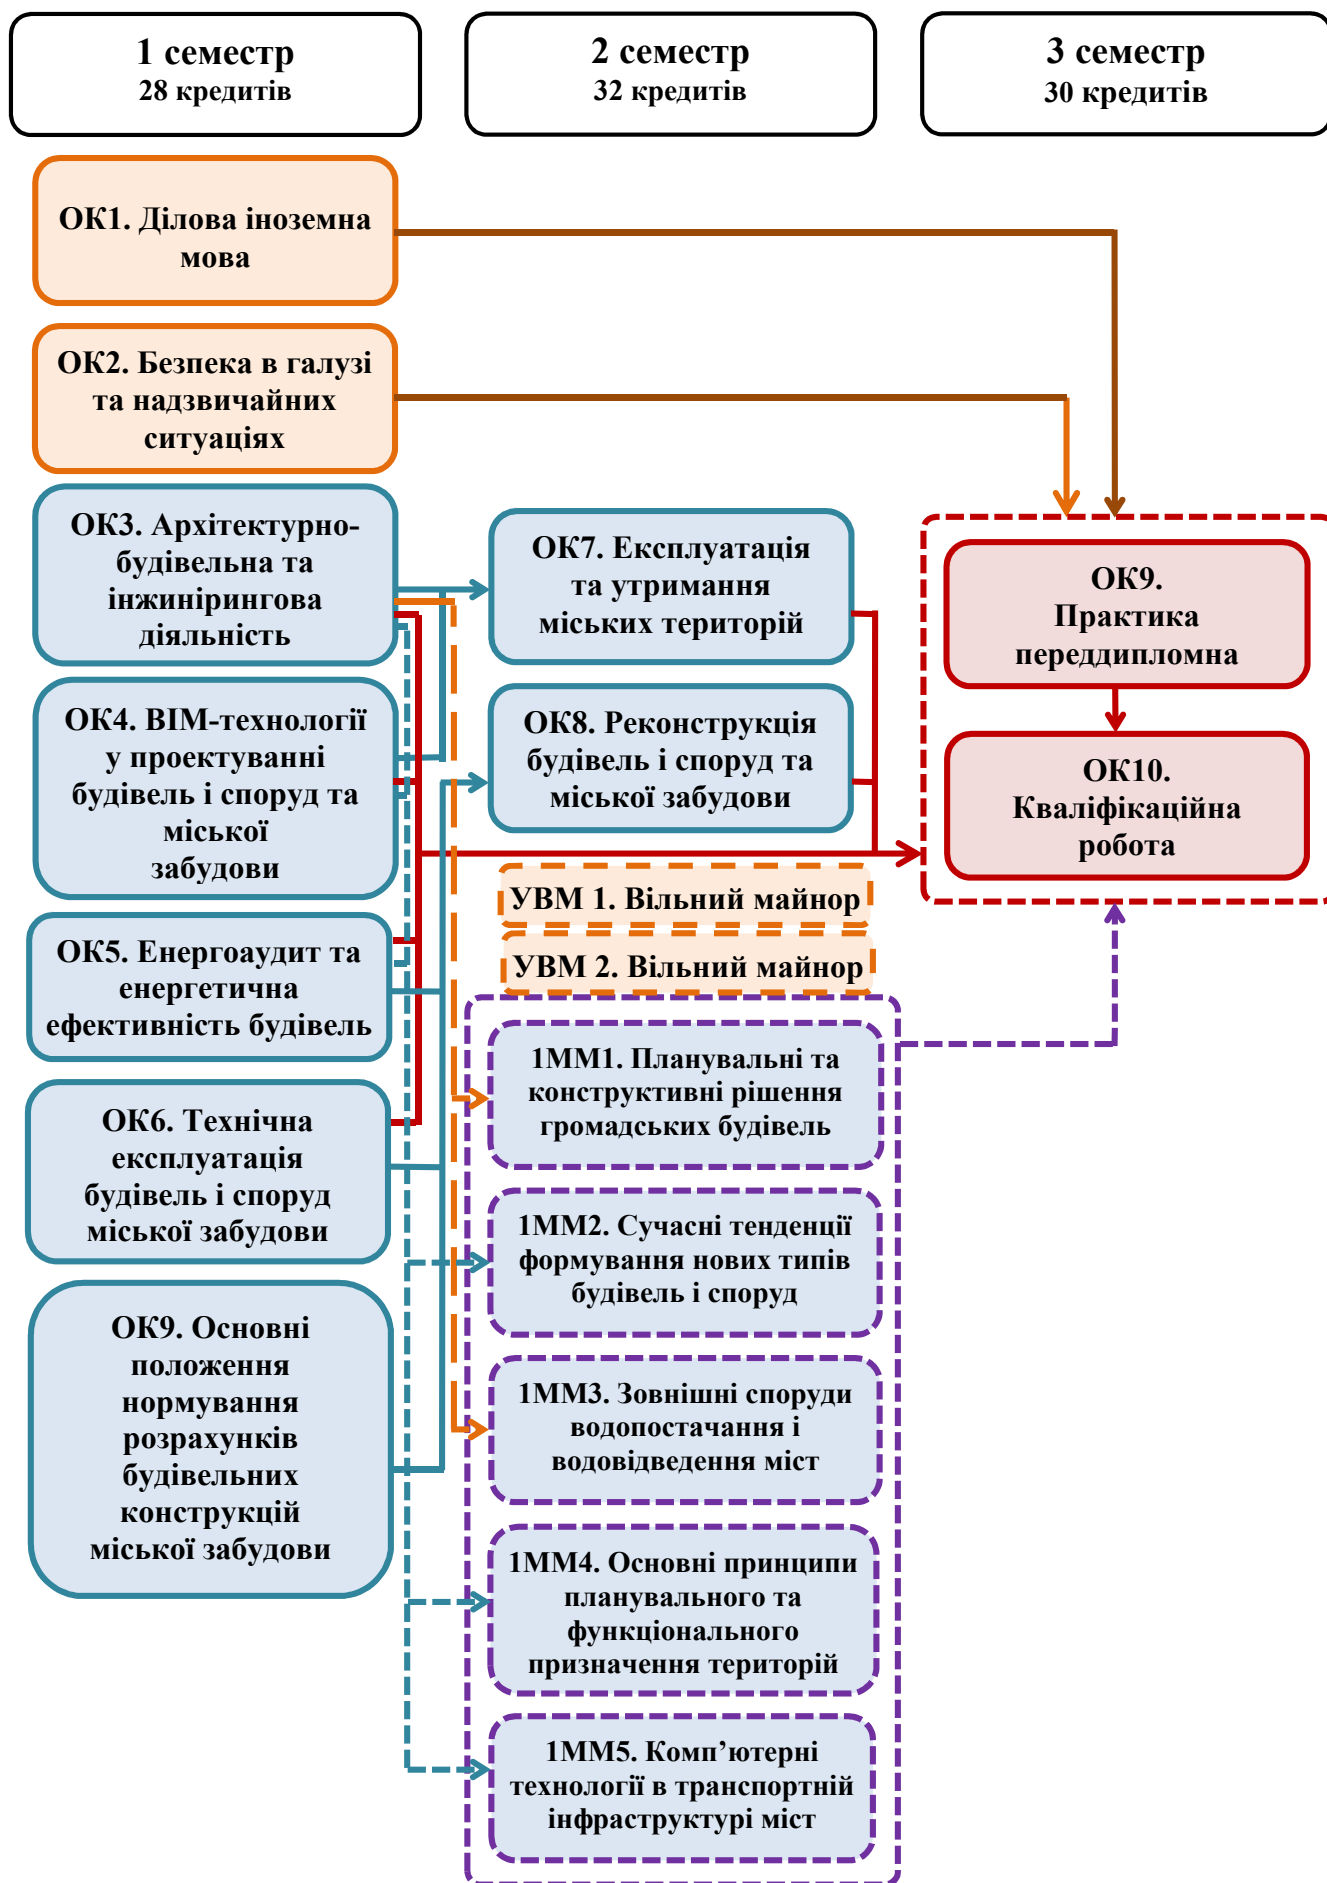 1 семестр
28 кредитів
2 семестр
32 кредитів
3 семестр
30 кредитів
ОК1. Ділова іноземна
мова
ОК2. Безпека в галузі
та надзвичайних
ситуаціях
ОК3. Архітектурно-
будівельна та
інжинірингова
діяльність
ОК4. BIM-технології
у проектуванні
будівель і споруд та
міської
забудови
ОК5. Енергоаудит та
енергетична
ефективність будівель
ОК6. Технічна
експлуатація
будівель і споруд
міської забудови
ОК9. Основні
положення
нормування
розрахунків
будівельних
конструкцій
міської забудови
ОК7. Експлуатація
та утримання
міських територій
ОК8. Реконструкція
будівель і споруд та
міської забудови
УВМ 1. Вільний майнор
УВМ 2. Вільний майнор
1ММ1. Планувальні та
конструктивні рішення
громадських будівель
1ММ2. Сучасні тенденції
формування нових типів
будівель і споруд
1ММ3. Зовнішні споруди
водопостачання і
водовідведення міст
1ММ4. Основні принципи
планувального та
функціонального
призначення територій
1ММ5. Комп’ютерні
технології в транспортній
інфраструктурі міст
ОК9.
Практика
переддипломна
ОК10.
Кваліфікаційна
робота